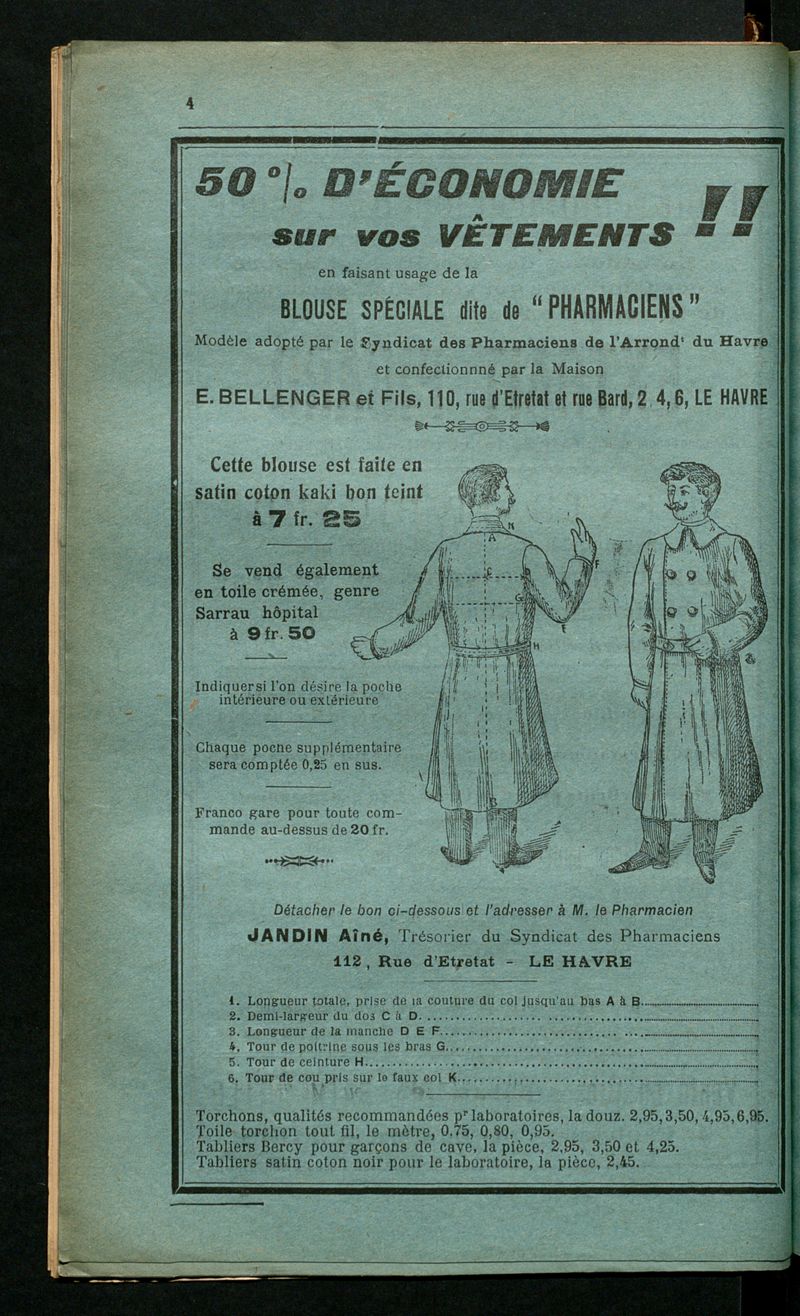 4
50 % D'ÉCONOMIE
sur vos VÊTEMENTS !!
en faisant usage de la
BLOUSE SPÉCIALE dite de "PHARMACIENS"
Modèle adopté par le Syndicat des Pharmaciens de l'Arrondt du Havre
et confectionnné par la Maison
E. BELLENGER et Fils, 110, rue d'Etretat et rue Bard, 2 4, 6, LE HAVRE
Cette blouse est faite en
satin coton kaki bon teint
à 7 fr. 25
Se vend également
en toile crémée, genre
Sarrau hôpital
à 9 fr. 50
Indiquer si l'on désire la poche
intérieure ou extérieure
Chaque poche supplémentaire
sera comptée 0,25 en sus.
Franco gare pour toute com-
mande au-dessus de 20 fr.
K
A
C
F
G
E
H
B
Détacher le bon ci-dessous et l'adresser à M. le Pharmacien
JANDIN Aîné, Trésorier du Syndicat des Pharmaciens
112, Rue d'Etretat - LE HAVRE
1. Longueur totale, prise de la couture du col jusqu'au bas A à B
2. Demi-largeur du dos C à D
3. Longueur de la manche D E F
4. Tour de poitrine sous les bras G
5. Tour de ceinture H
6. Tour de cou pris sur le faux col K
Torchons, qualités recommandées pr laboratoires, la douz. 2,95, 3,50, 4,95, 6,95.
Toile torchon tout fil, le mètre, 0,75, 0,80, 0,95.
Tabliers Bercy pour garçons de cave, la pièce, 2,95, 3,50 et 4,25.
Tabliers satin coton noir pour le laboratoire, la pièce, 2,45.